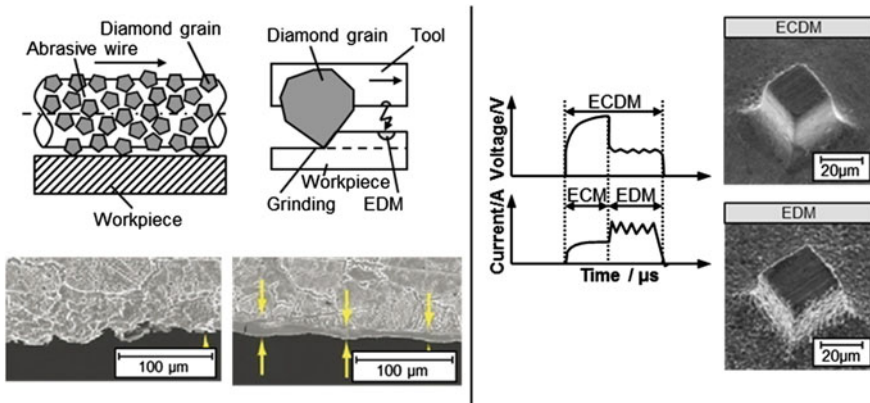 Diamond grain
Abrasive wire
Workpiece
Diamond grain
Tool
Workpiece
Grinding
EDM
100 µm
100 µm
ECDM
Voltage/V
ECM
EDM
Current/A
Time / µs
ECDM
20µm
EDM
20µm